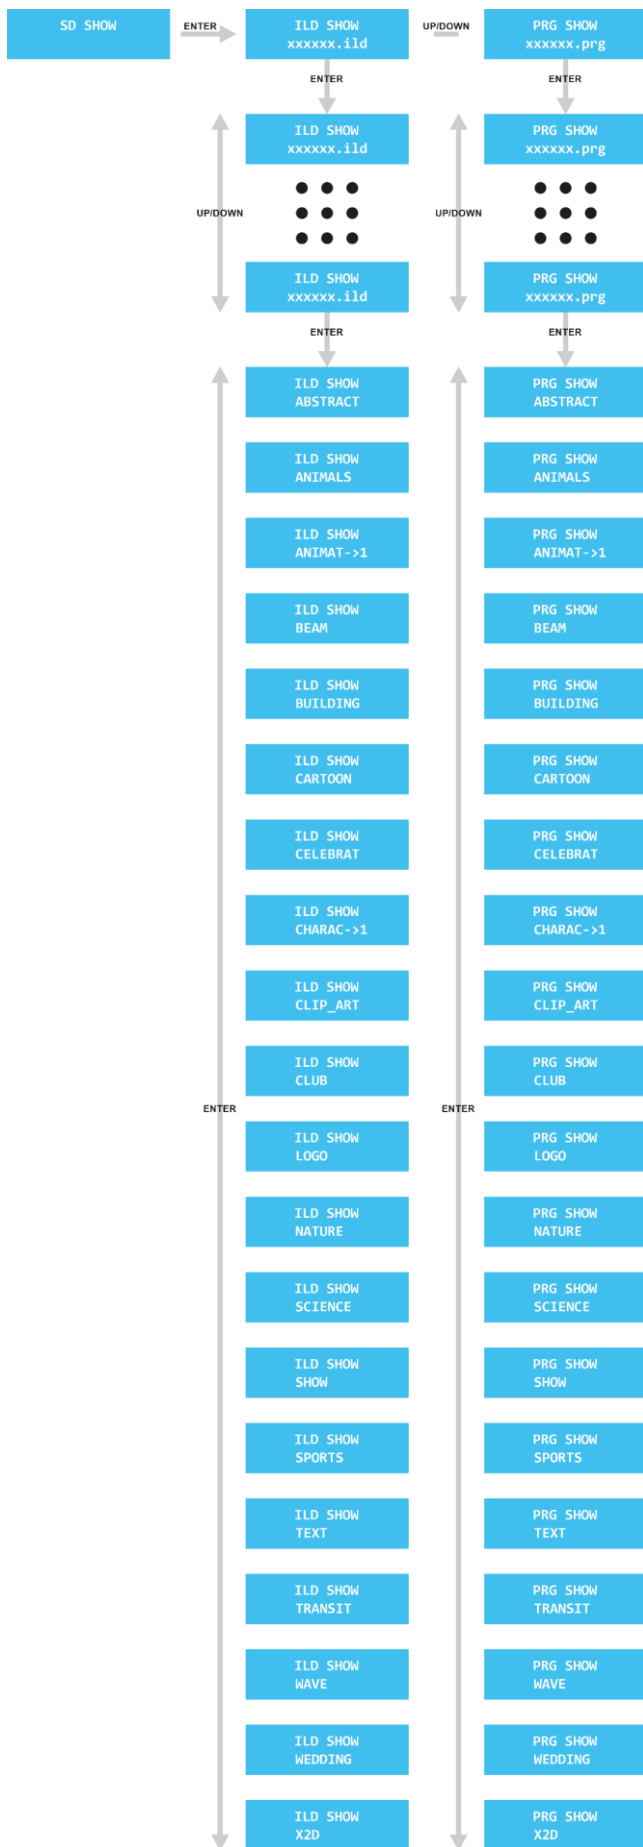 SD SHOW
ENTER
ILD SHOW
xxxxxx.ild
UP/DOWN
PRG SHOW
xxxxxx.prg
ENTER
ENTER
ILD SHOW
xxxxxx.ild
PRG SHOW
xxxxxx.prg
UP/DOWN
UP/DOWN
ILD SHOW
xxxxxx.ild
PRG SHOW
xxxxxx.prg
ENTER
ENTER
ILD SHOW
ABSTRACT
PRG SHOW
ABSTRACT
ILD SHOW
ANIMALS
PRG SHOW
ANIMALS
ILD SHOW
ANIMAT->1
PRG SHOW
ANIMAT->1
ILD SHOW
BEAM
PRG SHOW
BEAM
ILD SHOW
BUILDING
PRG SHOW
BUILDING
ILD SHOW
CARTOON
PRG SHOW
CARTOON
ILD SHOW
CELEBRAT
PRG SHOW
CELEBRAT
ILD SHOW
CHARAC->1
PRG SHOW
CHARAC->1
ILD SHOW
CLIP_ART
PRG SHOW
CLIP_ART
ILD SHOW
CLUB
PRG SHOW
CLUB
ENTER
ENTER
ILD SHOW
LOGO
PRG SHOW
LOGO
ILD SHOW
NATURE
PRG SHOW
NATURE
ILD SHOW
SCIENCE
PRG SHOW
SCIENCE
ILD SHOW
SHOW
PRG SHOW
SHOW
ILD SHOW
SPORTS
PRG SHOW
SPORTS
ILD SHOW
TEXT
PRG SHOW
TEXT
ILD SHOW
TRANSIT
PRG SHOW
TRANSIT
ILD SHOW
WAVE
PRG SHOW
WAVE
ILD SHOW
WEDDING
PRG SHOW
WEDDING
ILD SHOW
X2D
PRG SHOW
X2D